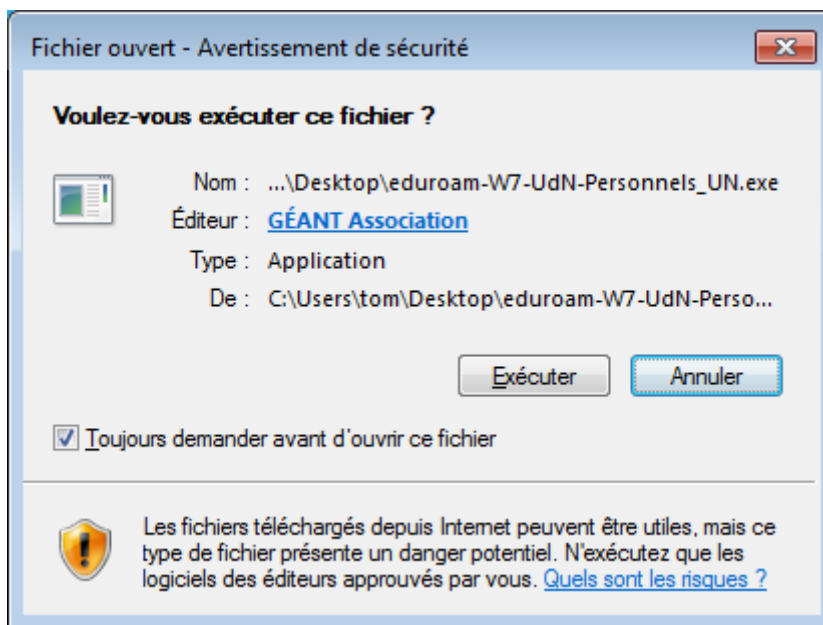 Fichier ouvert - Avertissement de sécurité
Voulez-vous exécuter ce fichier ?
Nom : ...\Desktop\eduroam-W7-UdN-Personnels_UN.exe
Éditeur : GÉANT Association
Type : Application
De : C:\Users\tom\Desktop\eduroam-W7-UdN-Perso...
Exécuter Annuler
Toujours demander avant d'ouvrir ce fichier
Les fichiers téléchargés depuis Internet peuvent être utiles, mais ce
type de fichier présente un danger potentiel. N'exécutez que les
logiciels des éditeurs approuvés par vous. Quels sont les risques ?